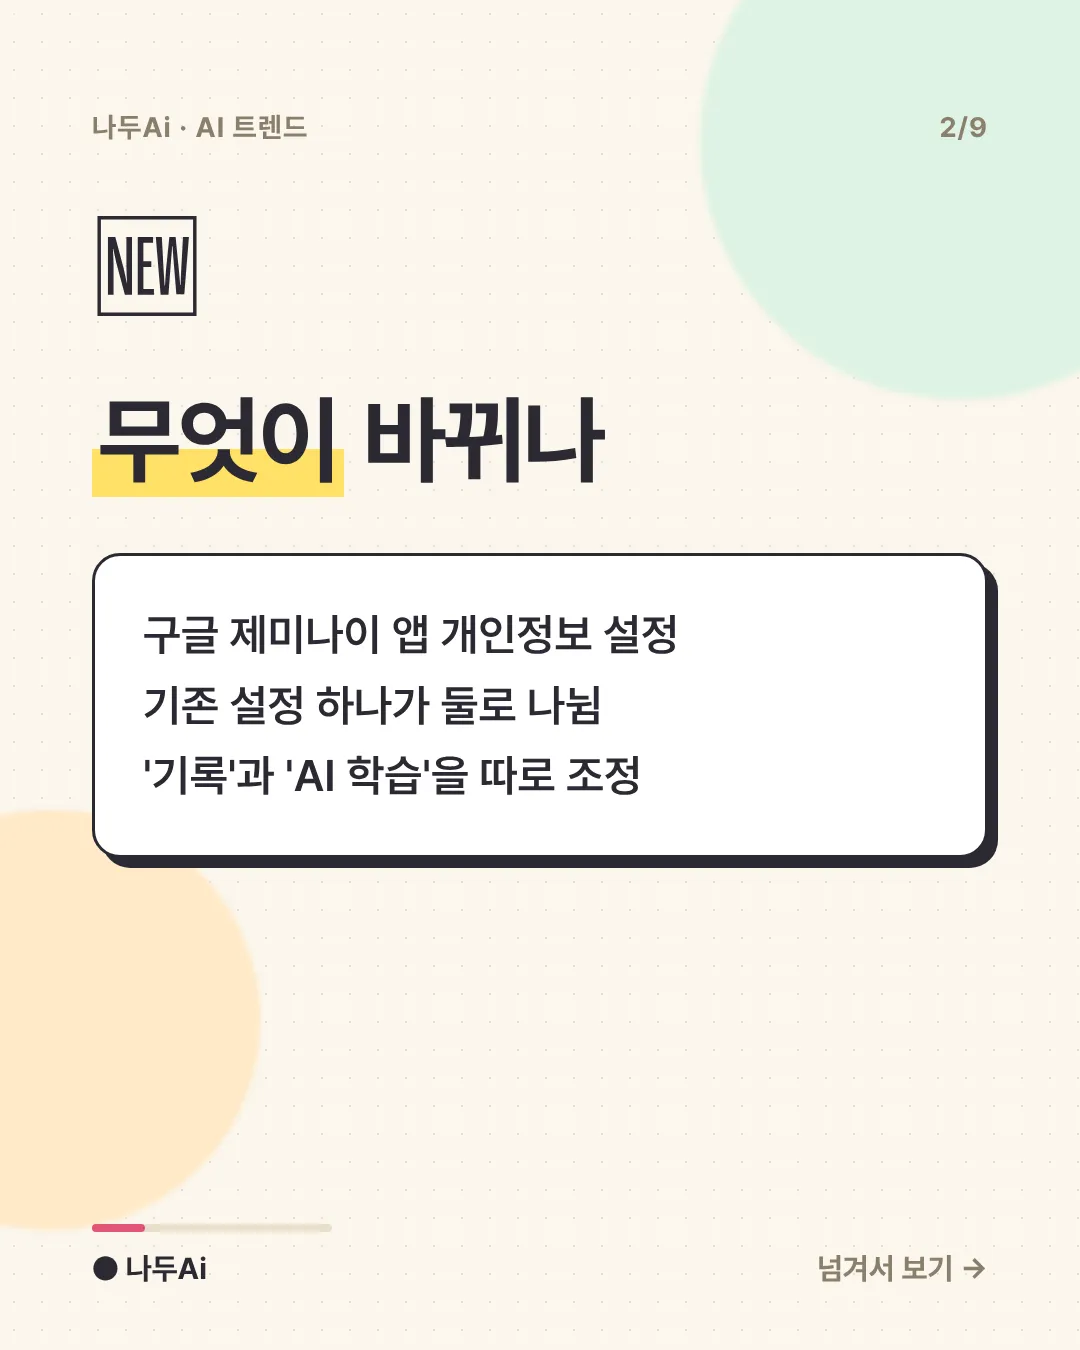 나두Ai · AI 트렌드
2/9
NEW
무엇이 바뀌나
구글 제미나이 앱 개인정보 설정
기존 설정 하나가 둘로 나뉨
'기록'과 'AI 학습'을 따로 조정
나두Ai
넘겨서 보기 →